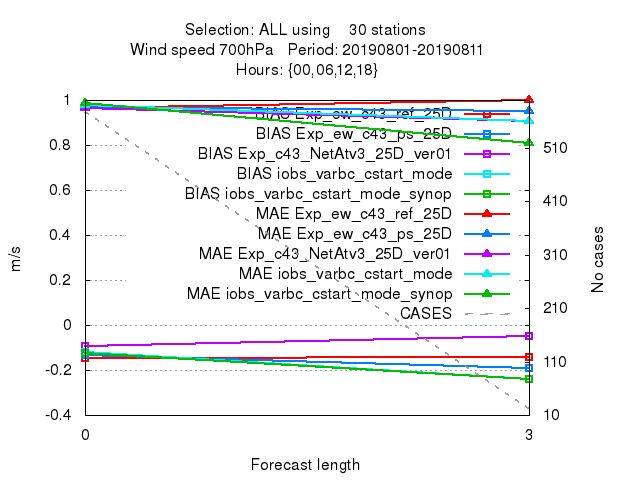 Selection: ALL using 30 stations
Wind speed 700hPa Period: 20190801-20190811
Hours: {00,06,12,18}
1
0.8
0.6
0.4
0.2
0
-0.2
-0.4
m/s
BIAS Exp_ew_c43_ref_25D
BIAS Exp_ew_c43_ps_25D
BIAS Exp_c43_NetAtv3_25D_ver01
BIAS iobs_varbc_cstart_mode
BIAS iobs_varbc_cstart_mode_synop
MAE Exp_ew_c43_ref_25D
MAE Exp_ew_c43_ps_25D
MAE Exp_c43_NetAtv3_25D_ver01
MAE iobs_varbc_cstart_mode
MAE iobs_varbc_cstart_mode_synop
CASES
510
410
310
210
110
10
No cases
0 3
Forecast length